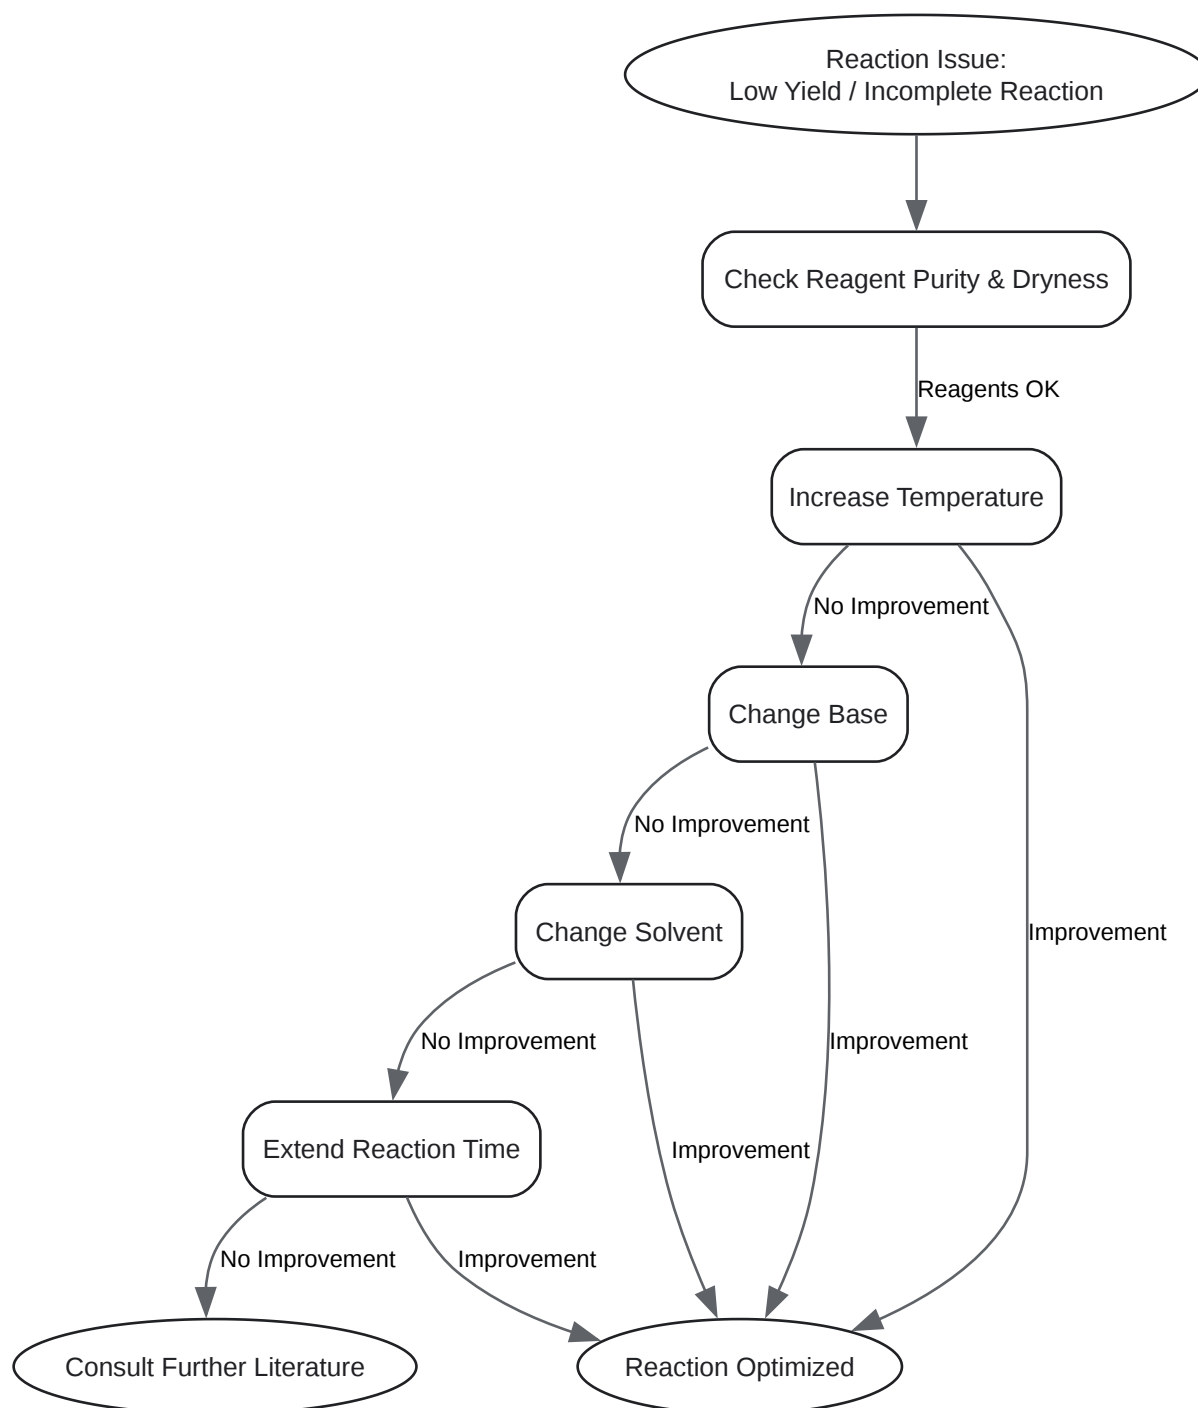 Reaction Issue:
Low Yield / Incomplete Reaction
Check Reagent Purity & Dryness
Reagents OK
Increase Temperature
No Improvement
Change Base
No Improvement
Change Solvent
Improvement
No Improvement
Improvement
Extend Reaction Time
Improvement
No Improvement
Improvement
Consult Further Literature
Reaction Optimized